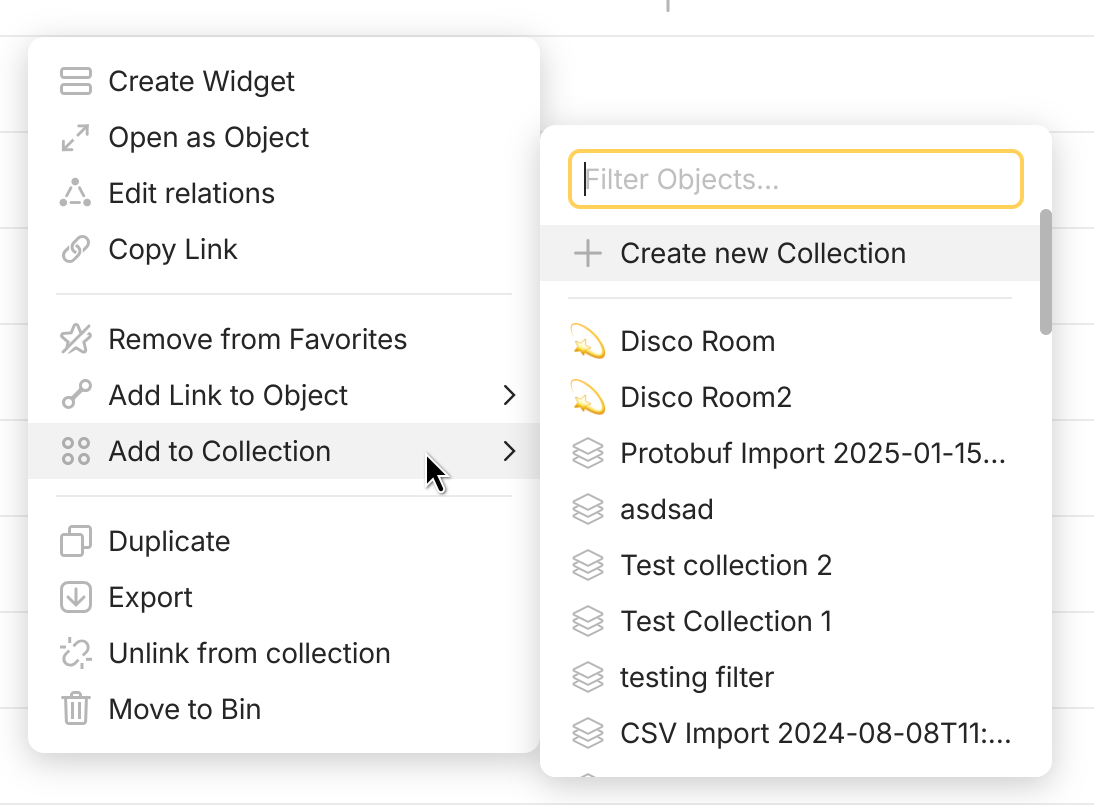 Create Widget
Open as Object
Edit relations
Copy Link
Remove from Favorites
Add Link to Object
Add to Collection
Duplicate
Export
Unlink from collection
Move to Bin
Filter Objects...
Create new Collection
Disco Room
Disco Room2
Protobuf Import 2025-01-15...
asdsad
Test collection 2
Test Collection 1
testing filter
CSV Import 2024-08-08T11:...